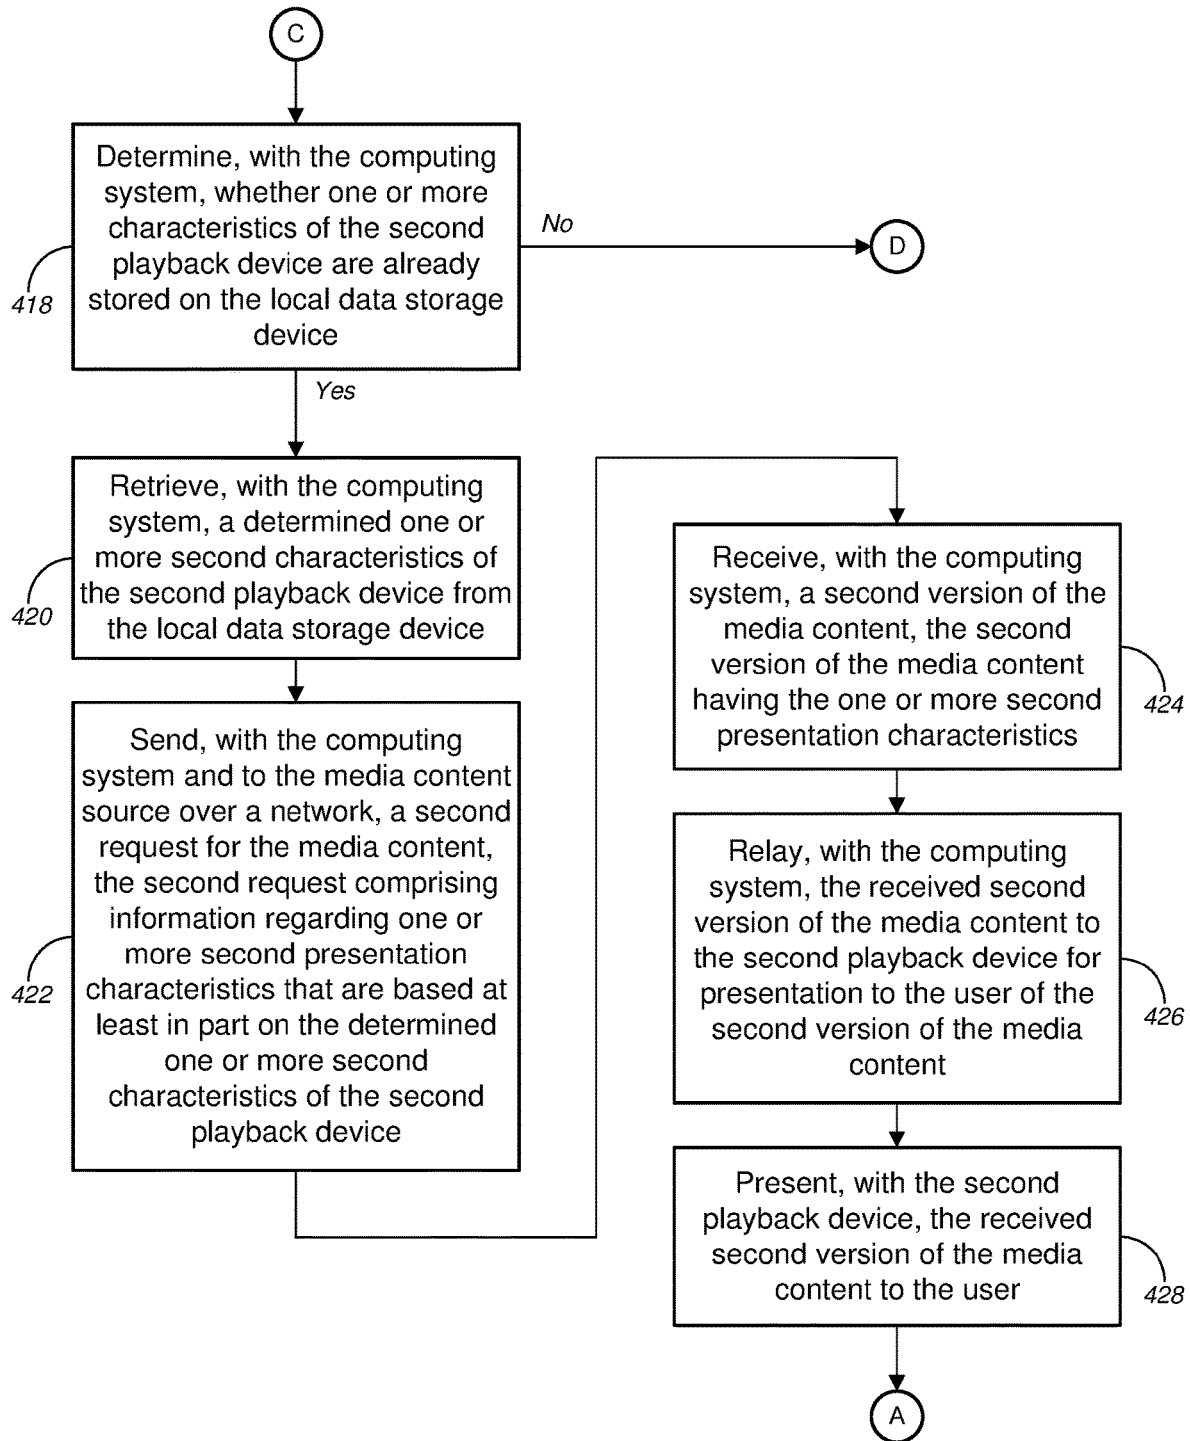 C
Determine, with the computing
system, whether one or more
characteristics of the second
playback device are already
stored on the local data storage
device
No
D
418
Yes
Retrieve, with the computing
system, a determined one or
more second characteristics of
the second playback device from
the local data storage device
420
Send, with the computing
system and to the media content
source over a network, a second
request for the media content,
the second request comprising
information regarding one or
more second presentation
characteristics that are based at
least in part on the determined
one or more second
characteristics of the second
playback device
422
Receive, with the computing
system, a second version of the
media content, the second
version of the media content
having the one or more second
presentation characteristics
424
Relay, with the computing
system, the received second
version of the media content to
the second playback device for
presentation to the user of the
second version of the media
content
426
Present, with the second
playback device, the received
second version of the media
content to the user
428
A